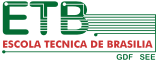 ETB.
ESCOLA TECNICA DE BRASILIA
GDF SEE